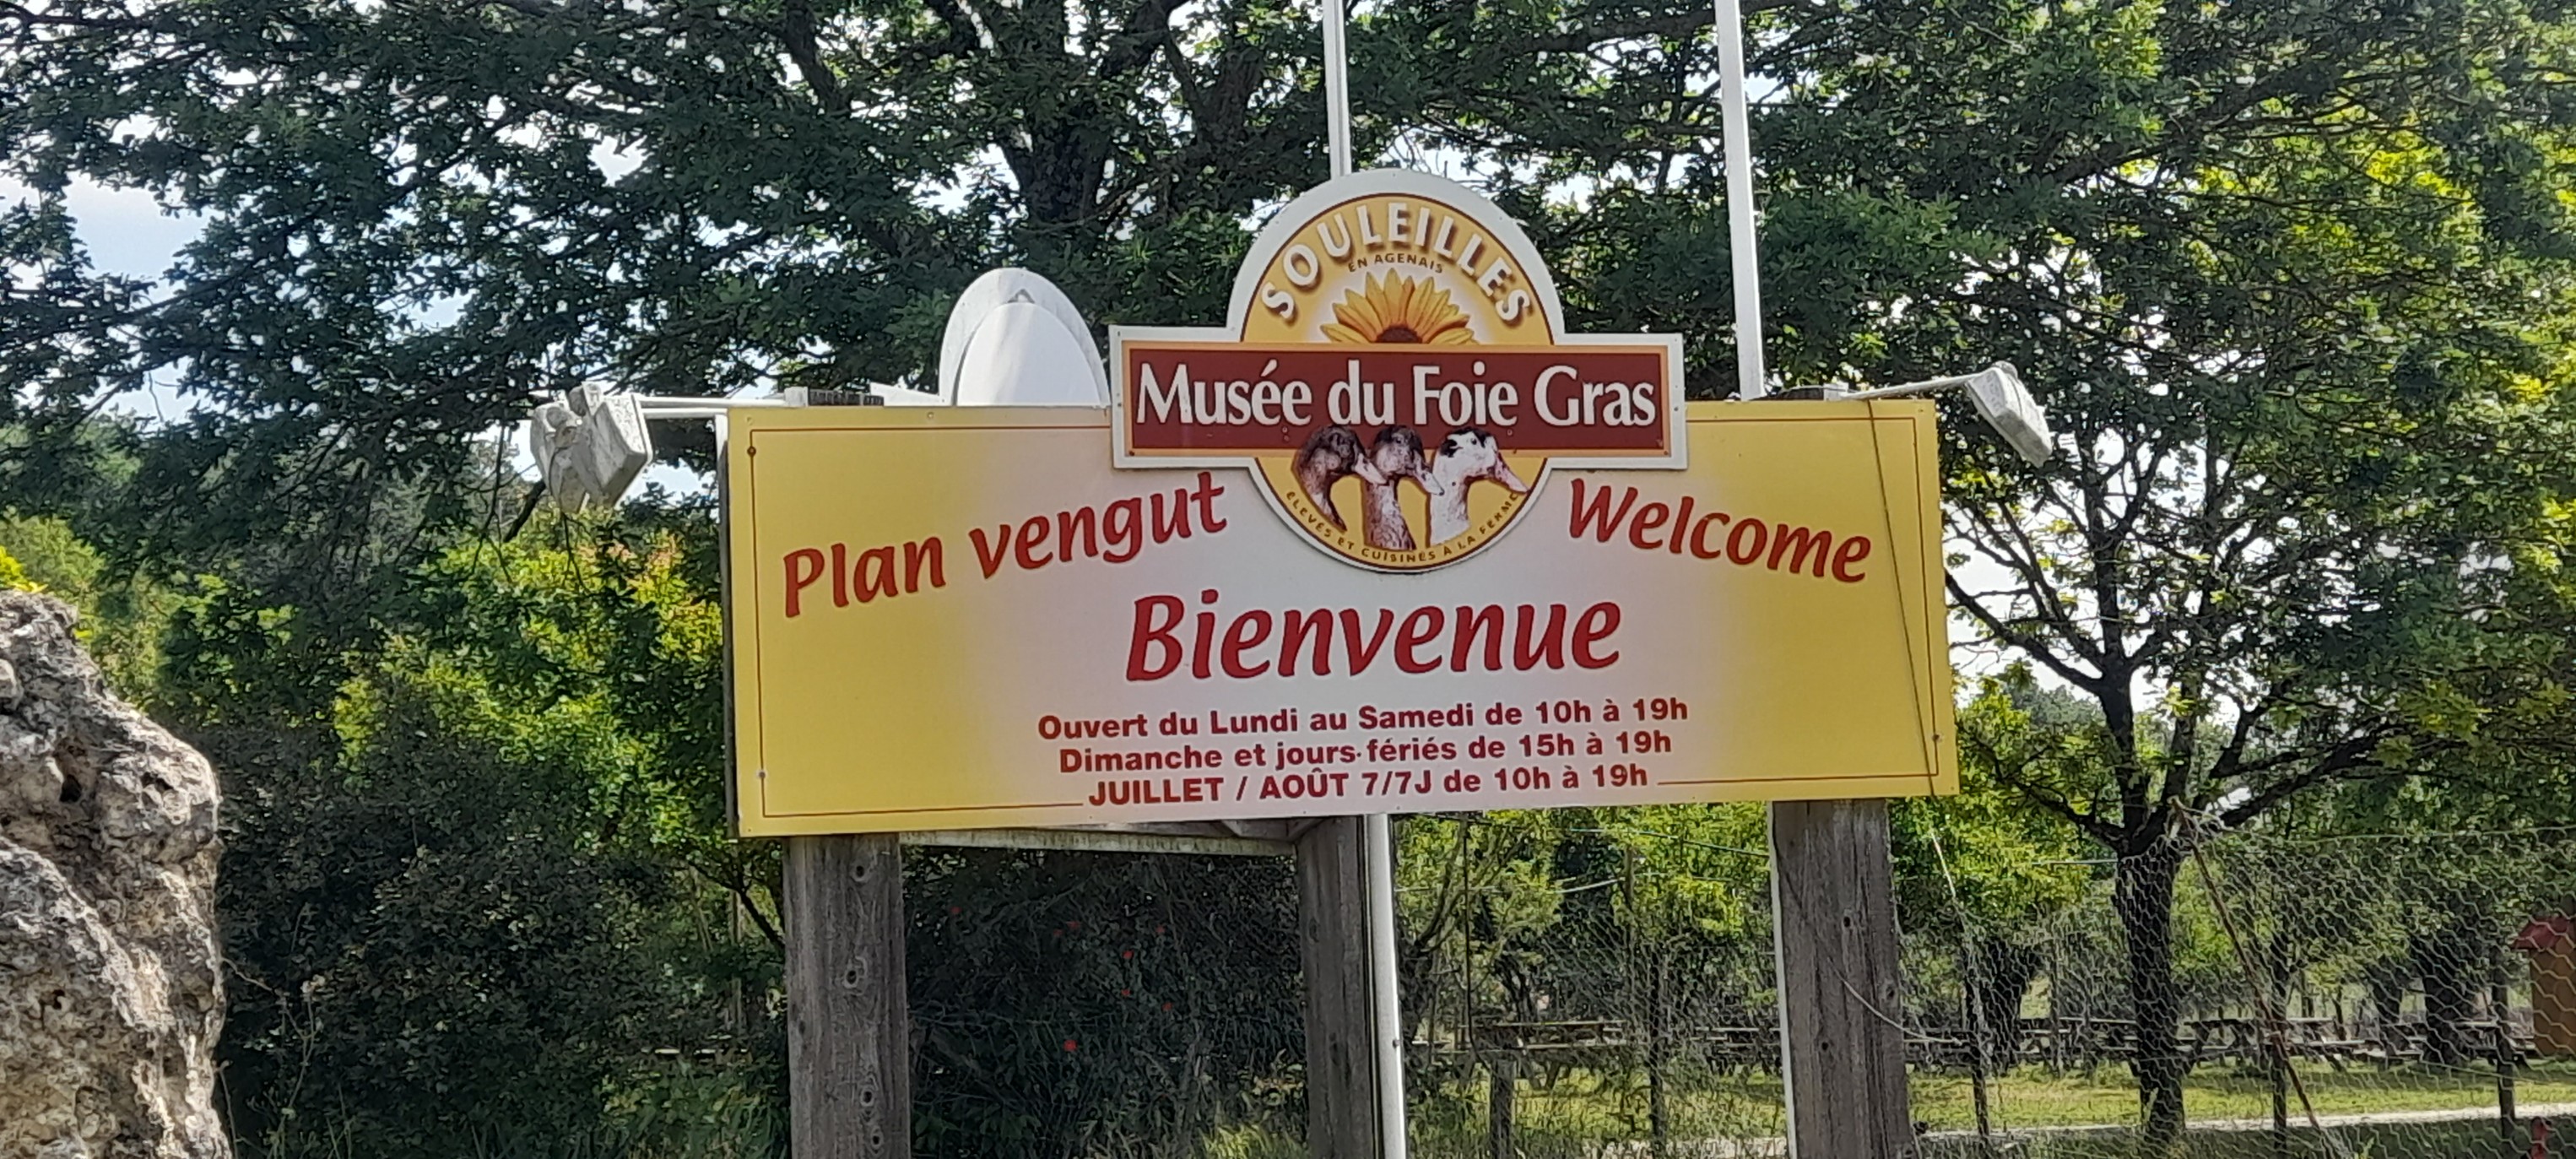 SOULEILLES
EN AGENAIS
Musée du Foie Gras
ELEVÉS ET CUISINÉS À LA FERME
Plan vengut
Welcome
Bienvenue
Ouvert du Lundi au Samedi de 10h à 19h
Dimanche et jours fériés de 15h à 19h
JUILLET / AOÛT 7/7J de 10h à 19h